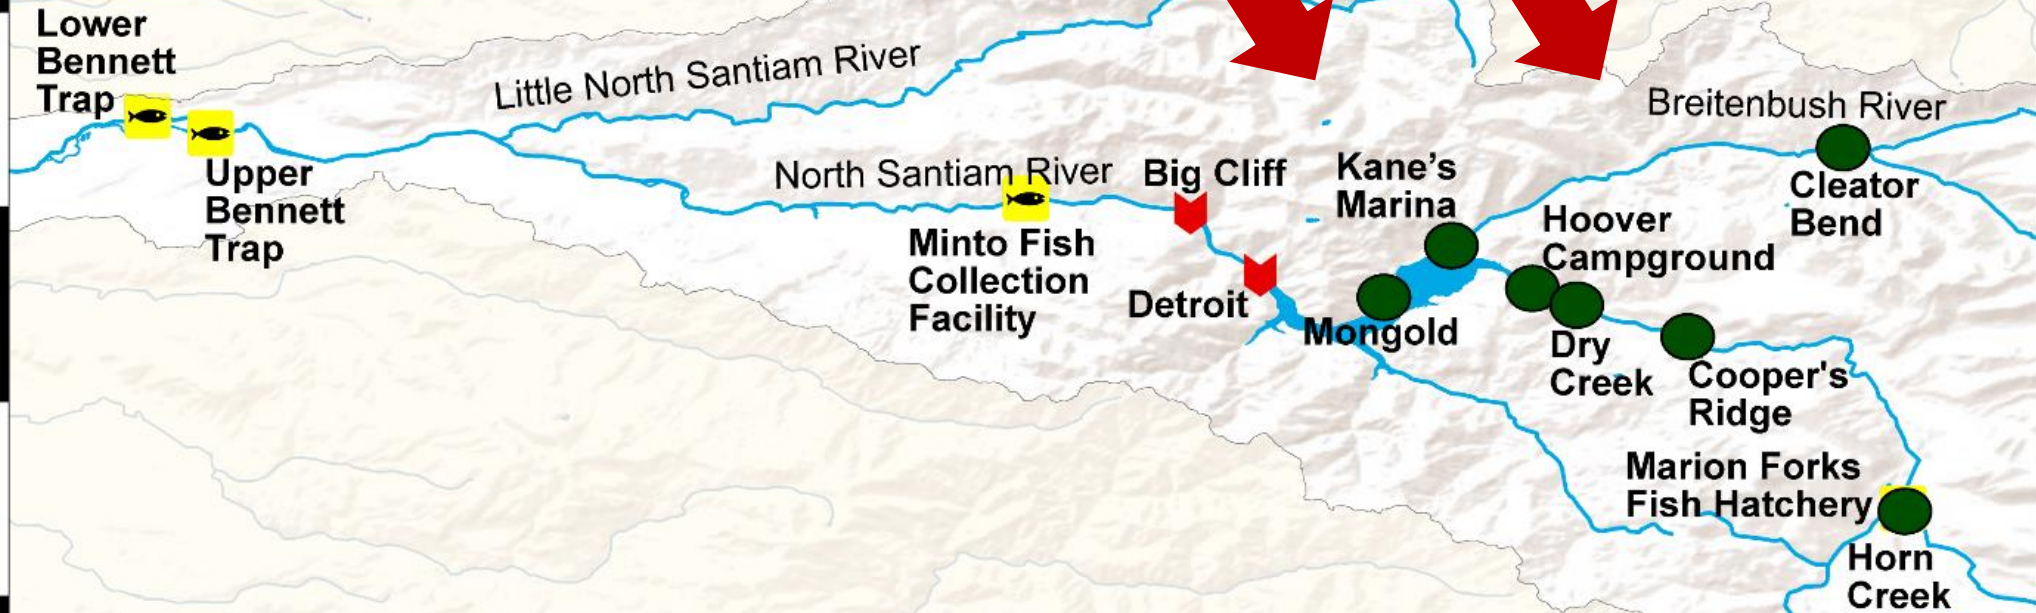 Lower
Bennett
Trap
Little North Santiam River
Breitenbush River
Upper
Bennett
Trap
North Santiam River
Big Cliff
Kane’s
Marina
Cleator
Bend
Hoover
Campground
Minto Fish
Collection
Facility
Detroit
Mongold
Dry
Creek
Cooper's
Ridge
Marion Forks
Fish Hatchery
Horn
Creek